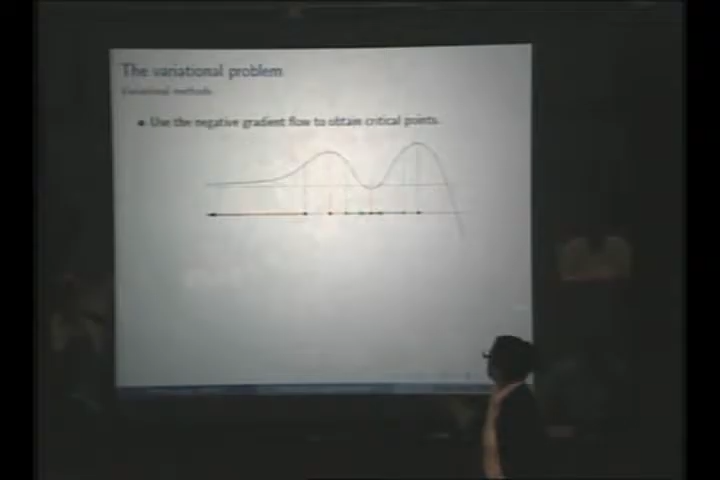 The variational problem
Variational methods
Use the negative gradient flow to obtain critical points.